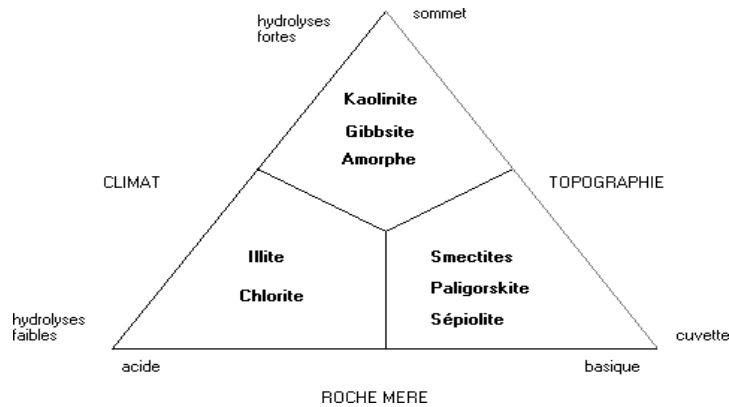 hydrolyses
fortes
sommet
Kaolinite
Gibbsite
Amorphe
CLIMAT
TOPOGRAPHIE
Illite
Chlorite
Smectites
Paligorskite
Sépiolite
hydrolyses
faibles
cuvette
acide
basique
ROCHE MERE